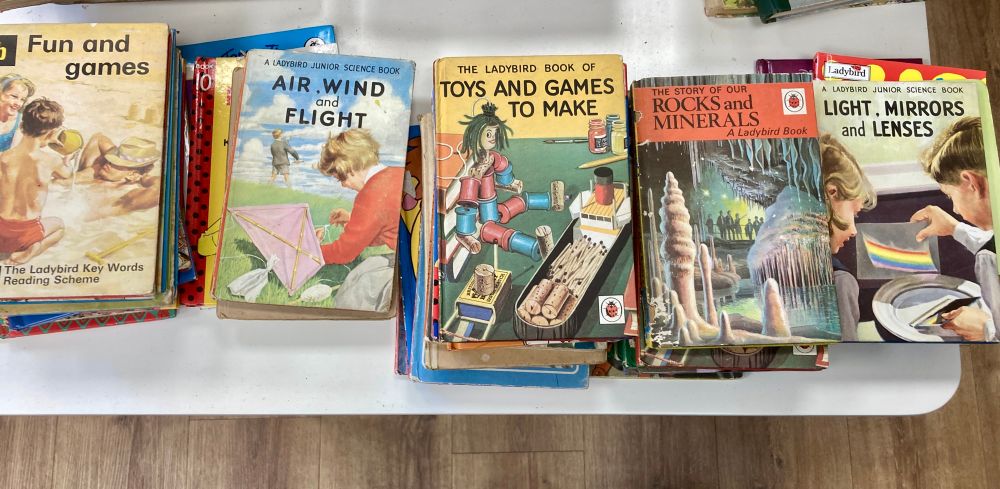 b
Fun and
games
The Ladybird Key Words
Reading Scheme
10
A LADYBIRD JUNIOR SCIENCE BOOK
AIR, WIND
and
FLIGHT
THE LADYBIRD BOOK OF
TOYS AND GAMES
TO MAKE
THE STORY OF OUR
ROCKS and
MINERALS
A Ladybird Book
Ladybird
A LADYBIRD JUNIOR SCIENCE BOOK
LIGHT, MIRRORS
and LENSES